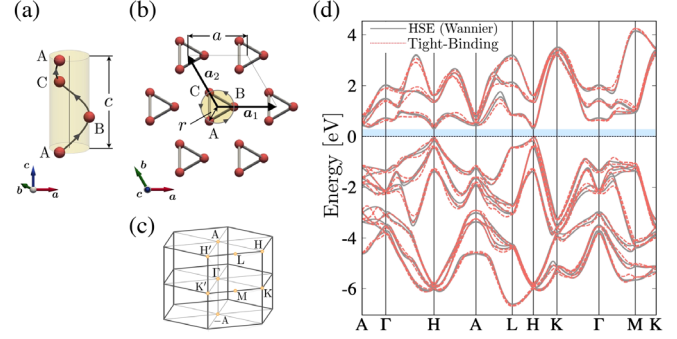 (a)
A
C
B
A
c
c
b
a
(b)
a
a2
C
B
a1
r
A
b
c
a
(c)
A
H′
H
L
Γ
K′
K
M
−A
(d)
HSE (Wannier)
Tight-Binding
Energy [eV]
4
2
0
-2
-4
-6
A Γ H A L H K Γ M K